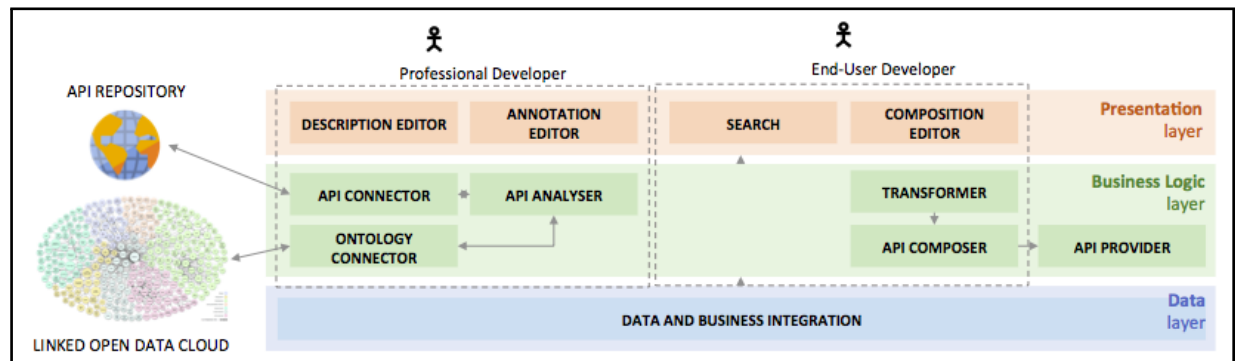 Professional Developer
End-User Developer
API REPOSITORY
DESCRIPTION EDITOR
ANNOTATION
EDITOR
SEARCH
COMPOSITION
EDITOR
Presentation
layer
API CONNECTOR
API ANALYSER
TRANSFORMER
Business Logic
layer
ONTOLOGY
CONNECTOR
API COMPOSER
API PROVIDER
DATA AND BUSINESS INTEGRATION
Data
layer
LINKED OPEN DATA CLOUD